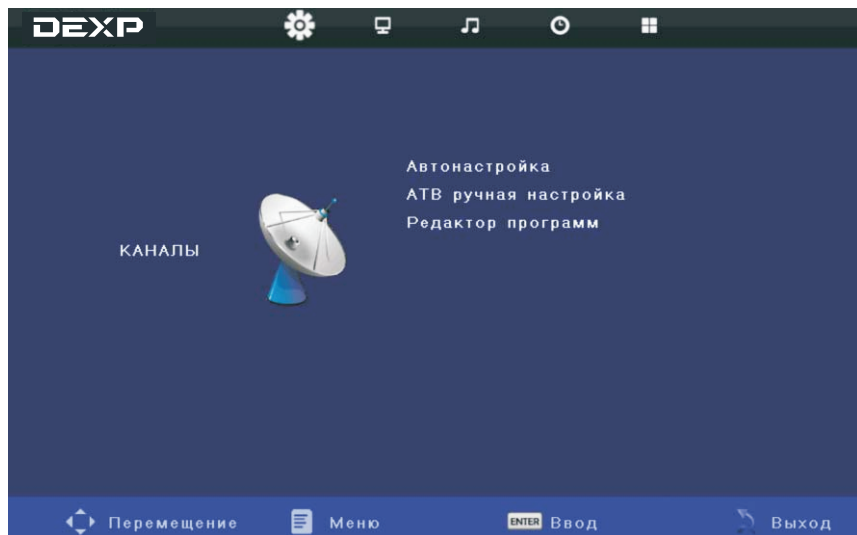 DEXP
Автонастройка
АТВ ручная настройка
Редактор программ
КАНАЛЫ
Перемещение Меню ENTER Ввод Выход